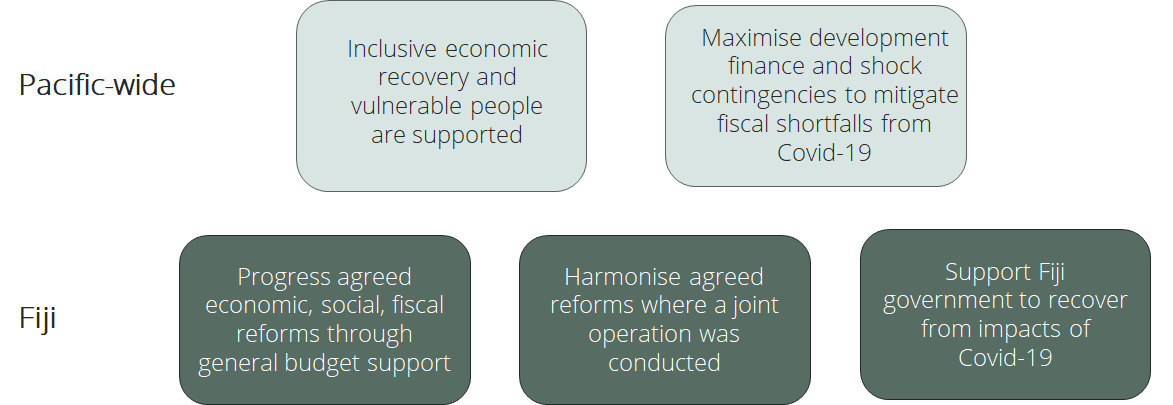 Pacific-wide
Inclusive economic
recovery and
vulnerable people
are supported
Maximise development
finance and shock
contingencies to mitigate
fiscal shortfalls from
Covid-19
Fiji
Progress agreed
economic, social, fiscal
reforms through
general budget support
Harmonise agreed
reforms where a joint
operation was
conducted
Support Fiji
government to recover
from impacts of
Covid-19